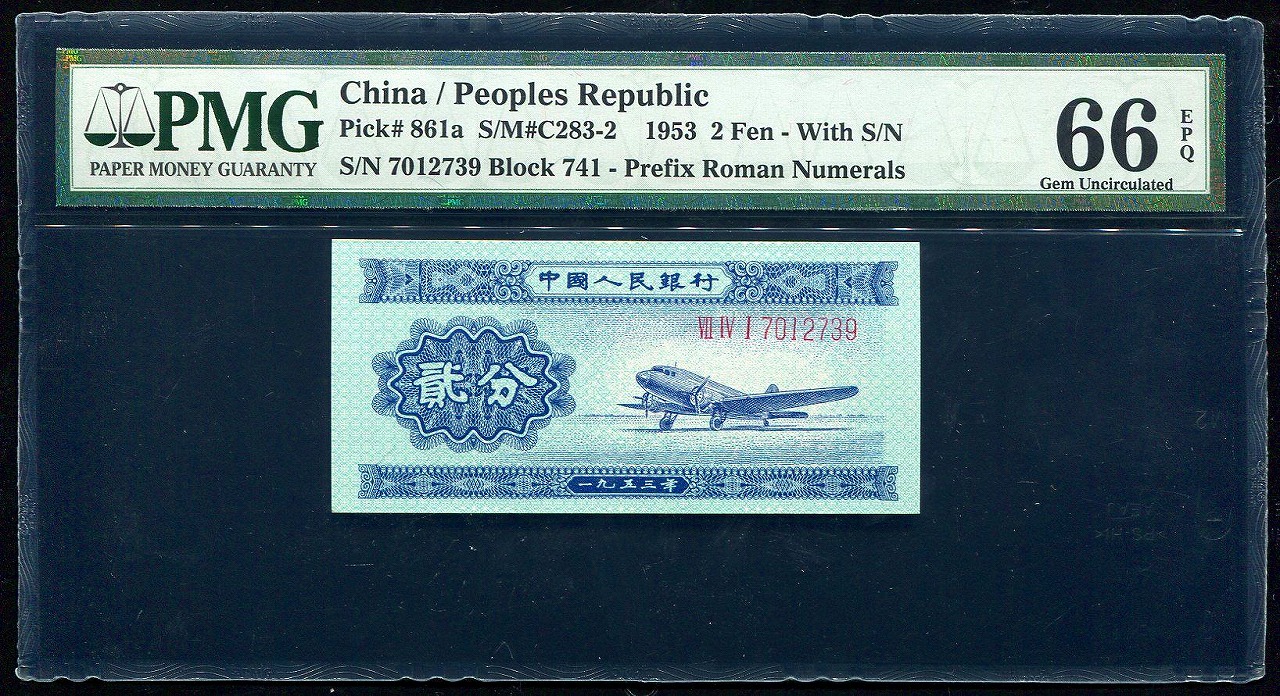 PMG
PAPER MONEY GUARANTY
China / Peoples Republic
Pick# 861a S/M#C283-2 1953 2 Fen - With S/N
S/N 7012739 Block 741 - Prefix Roman Numerals
66
EPQ
Gem Uncirculated
中國人民銀行
VII IV I 7012739
貳分
一九五三年